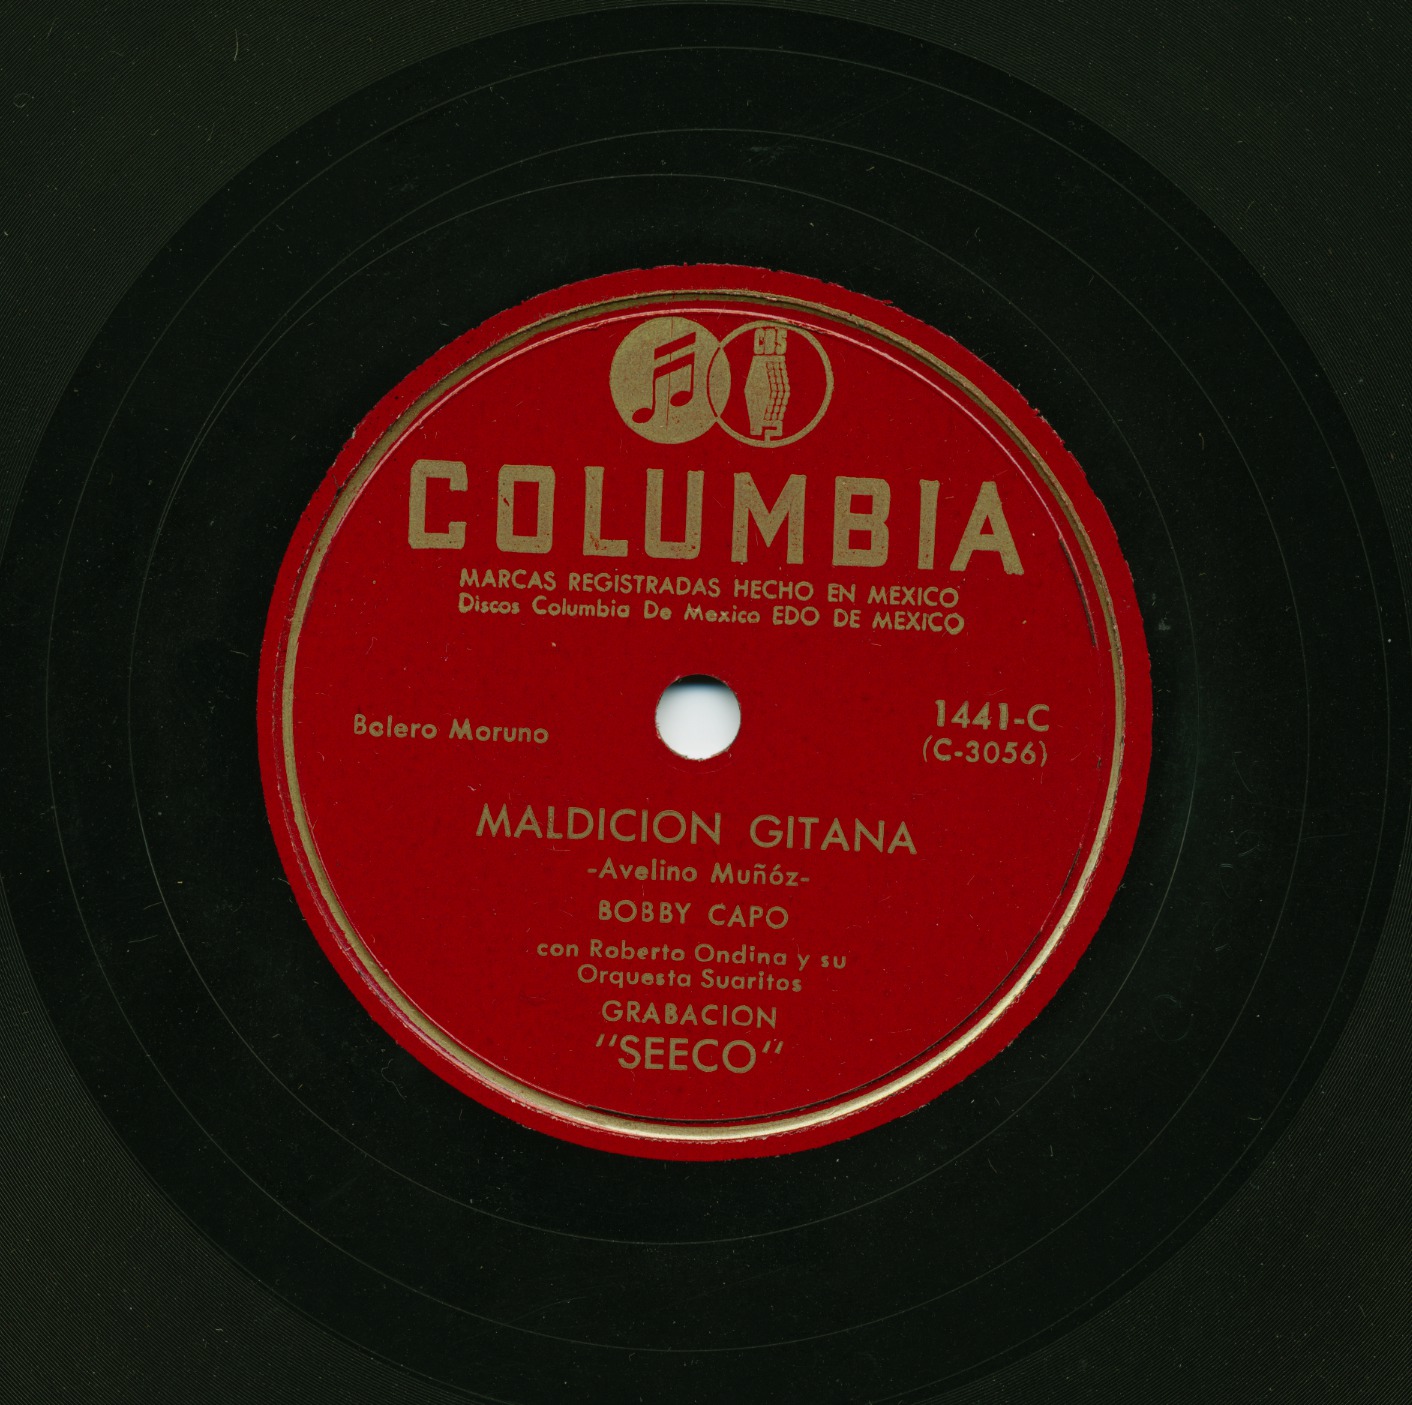 CBS
COLUMBIA
MARCAS REGISTRADAS HECHO EN MEXICO
Discos Columbia De Mexico EDO DE MEXICO
Bolero Moruno
1441-C
(C-3056)
MALDICION GITANA
-Avelino Muñóz-
BOBBY CAPO
con Roberto Ondina y su
Orquesta Suaritos
GRABACION
"SEECO"